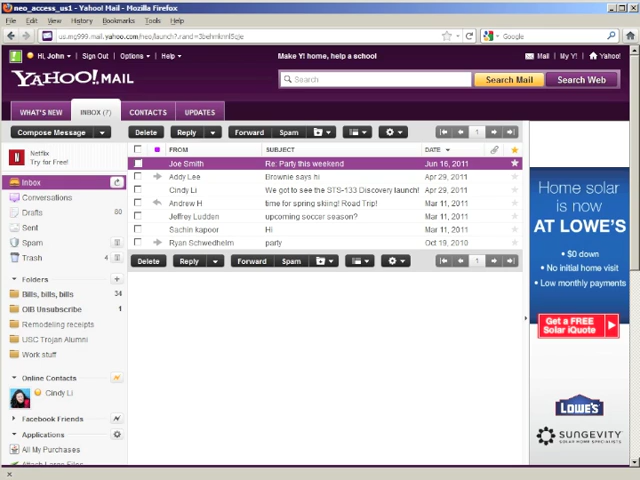 neo_access_us1 - Yahoo! Mail - Mozilla Firefox
File Edit View History Bookmarks Tools Help
Google
Hi, John Sign Out Options Help
Make Y! home, help a school
Mail My Y! Yahoo!
YAHOO! MAIL
Search
Search Mail
Search Web
WHAT'S NEW INBOX (7) CONTACTS UPDATES
Compose Message
Delete Reply Forward Spam 1
Netflix
Try for Free!
FROM SUBJECT DATE
Joe Smith Re: Party this weekend Jun 16, 2011
Addy Lee Brownie says hi Apr 29, 2011
Cindy Li We got to see the STS-133 Discovery launch! Apr 29, 2011
Andrew H time for spring skiing! Road Trip! Mar 11, 2011
Jeffrey Ludden upcoming soccer season? Mar 11, 2011
Sachin kapoor Hi Mar 11, 2011
Ryan Schwedhelm party Oct 19, 2010
Delete Reply Forward Spam 1
Inbox
Conversations
Drafts 60
Sent
Spam
Trash 4
Folders
Bills, bills, bills 34
OIB Unsubscribe 1
Remodeling receipts
USC Trojan Alumni
Work stuff
Online Contacts
Cindy Li
Facebook Friends
Applications
All My Purchases
Attach Large Files
Home solar
is now
AT LOWE'S
• $0 down
• No initial home visit
• Low monthly payments
Get a FREE
Solar iQuote
LOWE'S
SUNGEVITY